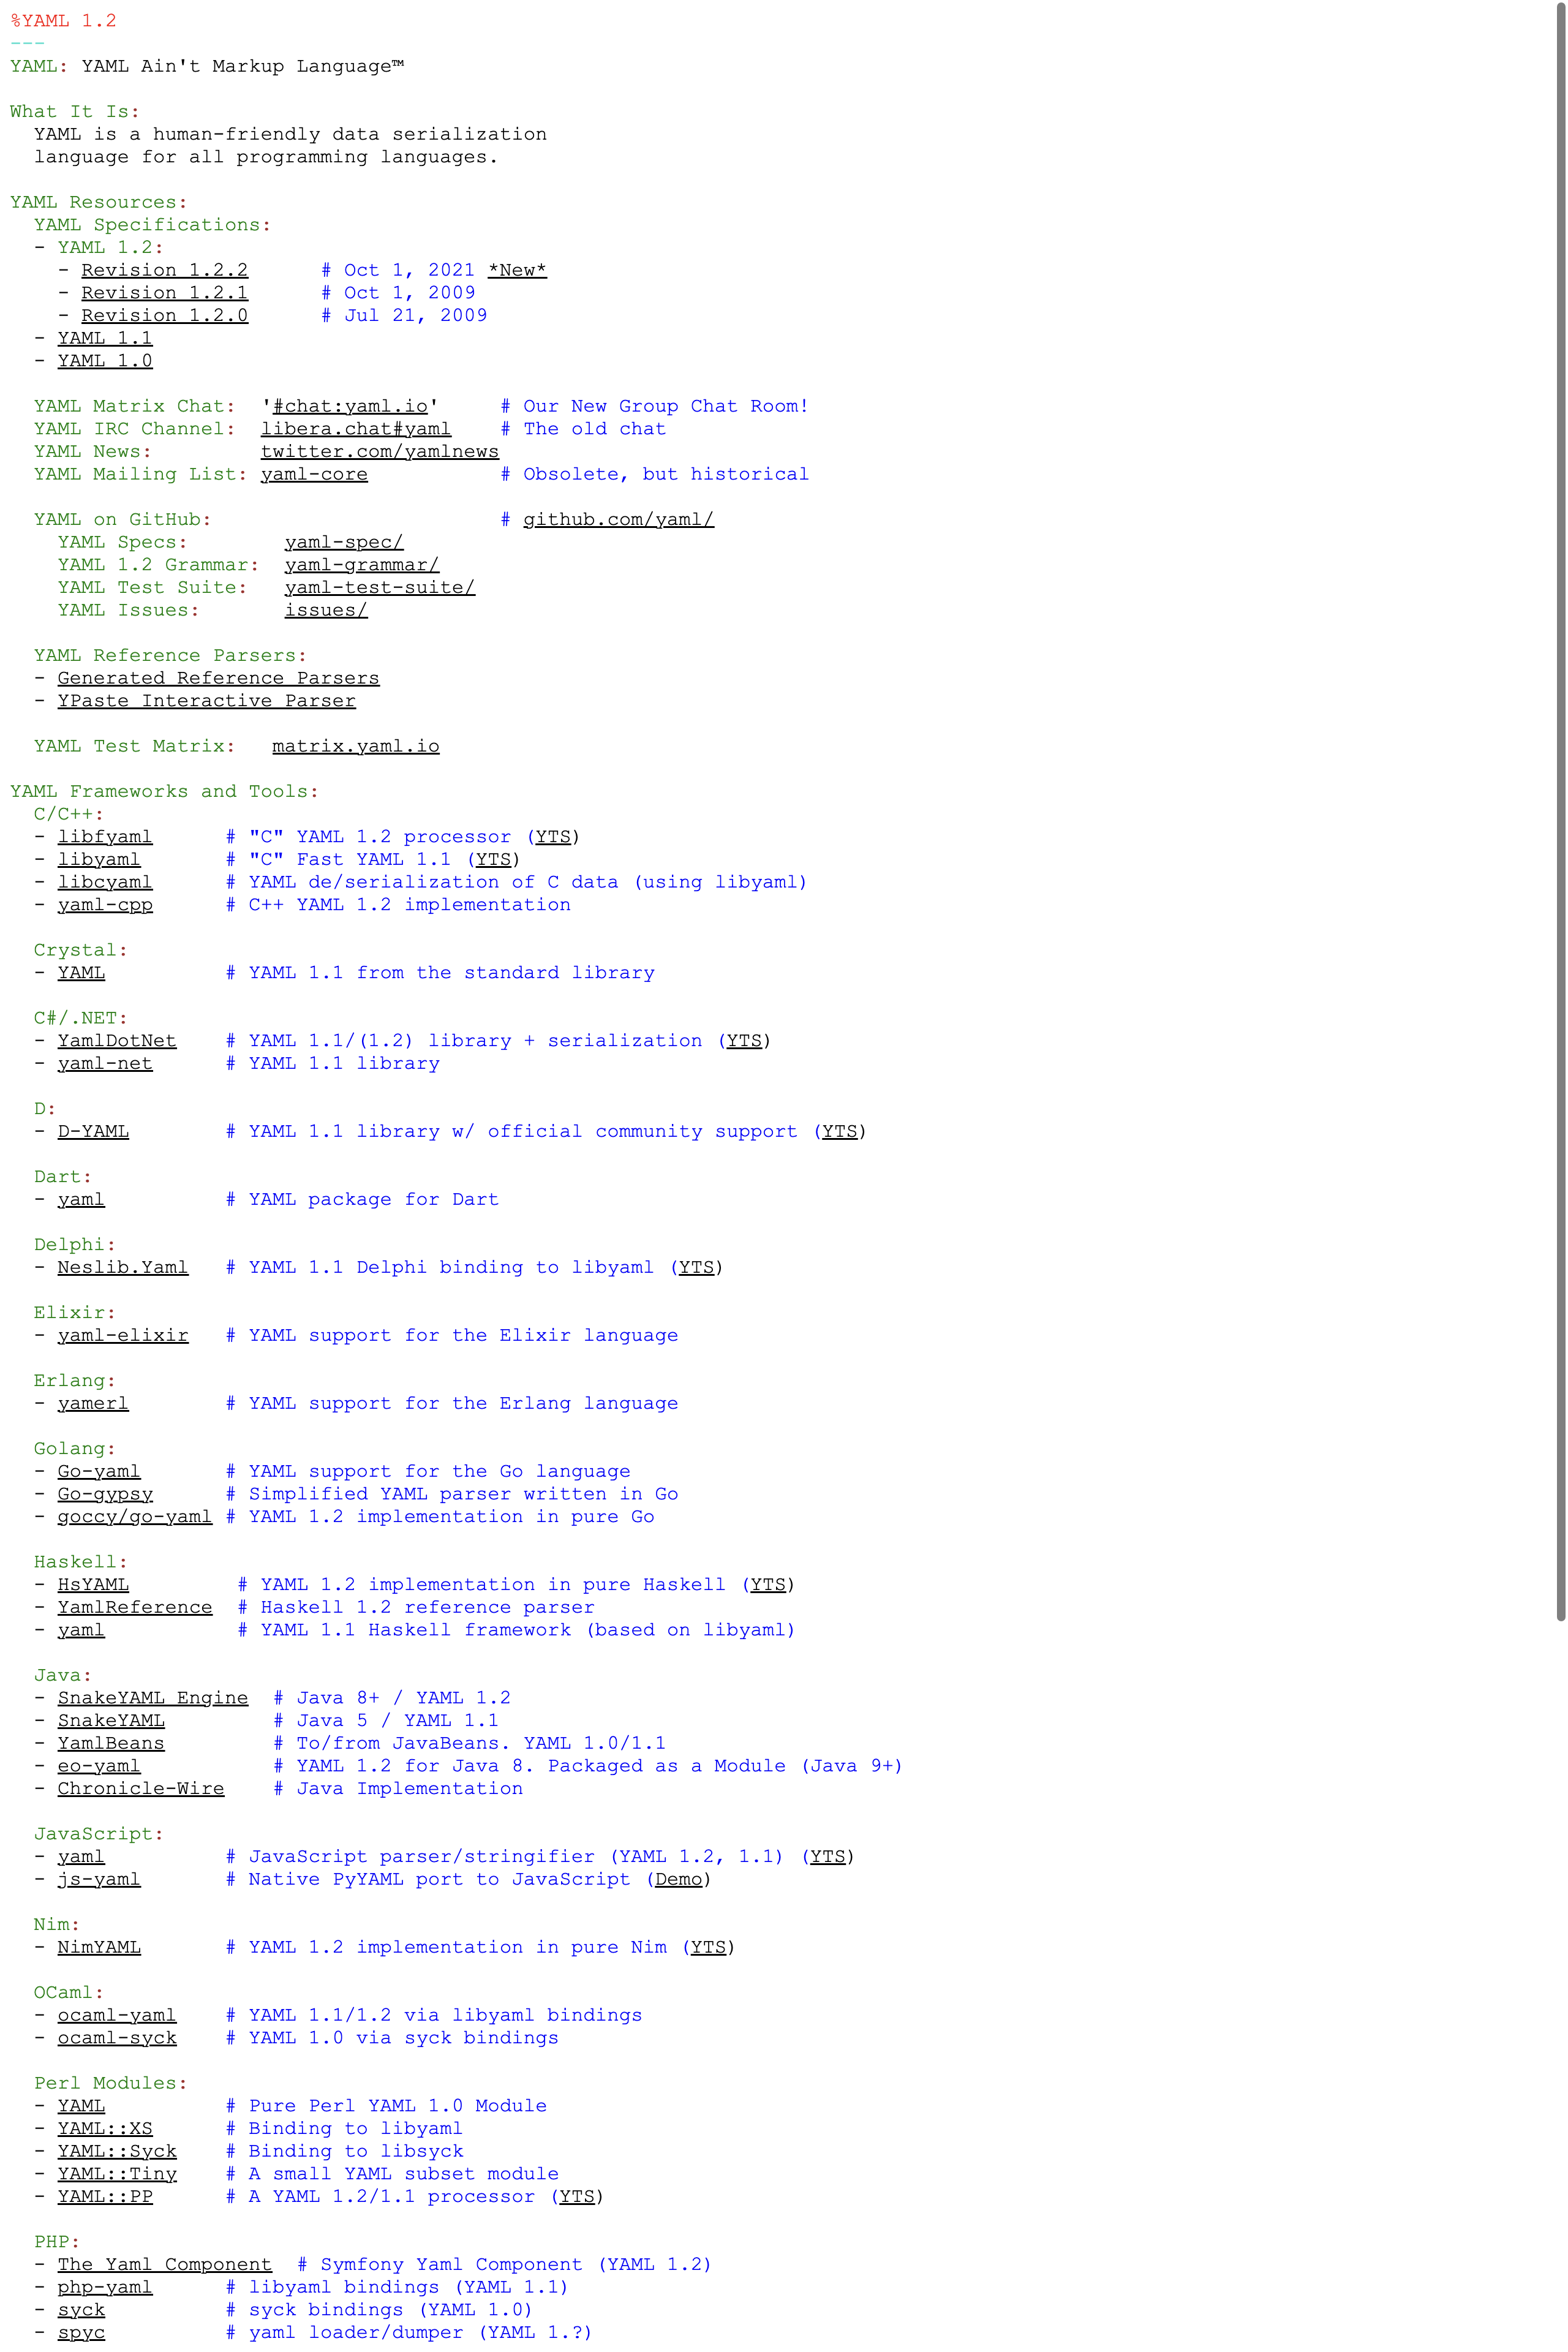 %YAML 1.2
---
YAML: YAML Ain't Markup Language™

What It Is:
  YAML is a human-friendly data serialization
  language for all programming languages.

YAML Resources:
  YAML Specifications:
  - YAML 1.2:
    - Revision 1.2.2      # Oct 1, 2021 *New*
    - Revision 1.2.1      # Oct 1, 2009
    - Revision 1.2.0      # Jul 21, 2009
  - YAML 1.1
  - YAML 1.0

  YAML Matrix Chat:  '#chat:yaml.io'     # Our New Group Chat Room!
  YAML IRC Channel:  libera.chat#yaml    # The old chat
  YAML News:         twitter.com/yamlnews
  YAML Mailing List: yaml-core           # Obsolete, but historical

  YAML on GitHub:                        # github.com/yaml/
    YAML Specs:        yaml-spec/
    YAML 1.2 Grammar:  yaml-grammar/
    YAML Test Suite:   yaml-test-suite/
    YAML Issues:       issues/

  YAML Reference Parsers:
  - Generated Reference Parsers
  - YPaste Interactive Parser

  YAML Test Matrix:   matrix.yaml.io

YAML Frameworks and Tools:
  C/C++:
  - libfyaml      # "C" YAML 1.2 processor (YTS)
  - libyaml       # "C" Fast YAML 1.1 (YTS)
  - libcyaml      # YAML de/serialization of C data (using libyaml)
  - yaml-cpp      # C++ YAML 1.2 implementation

  Crystal:
  - YAML          # YAML 1.1 from the standard library

  C#/.NET:
  - YamlDotNet    # YAML 1.1/(1.2) library + serialization (YTS)
  - yaml-net      # YAML 1.1 library

  D:
  - D-YAML        # YAML 1.1 library w/ official community support (YTS)

  Dart:
  - yaml          # YAML package for Dart

  Delphi:
  - Neslib.Yaml   # YAML 1.1 Delphi binding to libyaml (YTS)

  Elixir:
  - yaml-elixir   # YAML support for the Elixir language

  Erlang:
  - yamerl        # YAML support for the Erlang language

  Golang:
  - Go-yaml       # YAML support for the Go language
  - Go-gypsy      # Simplified YAML parser written in Go
  - goccy/go-yaml # YAML 1.2 implementation in pure Go

  Haskell:
  - HsYAML         # YAML 1.2 implementation in pure Haskell (YTS)
  - YamlReference  # Haskell 1.2 reference parser
  - yaml           # YAML 1.1 Haskell framework (based on libyaml)

  Java:
  - SnakeYAML Engine  # Java 8+ / YAML 1.2
  - SnakeYAML         # Java 5 / YAML 1.1
  - YamlBeans         # To/from JavaBeans. YAML 1.0/1.1
  - eo-yaml           # YAML 1.2 for Java 8. Packaged as a Module (Java 9+)
  - Chronicle-Wire    # Java Implementation

  JavaScript:
  - yaml          # JavaScript parser/stringifier (YAML 1.2, 1.1) (YTS)
  - js-yaml       # Native PyYAML port to JavaScript (Demo)

  Nim:
  - NimYAML       # YAML 1.2 implementation in pure Nim (YTS)

  OCaml:
  - ocaml-yaml    # YAML 1.1/1.2 via libyaml bindings
  - ocaml-syck    # YAML 1.0 via syck bindings

  Perl Modules:
  - YAML          # Pure Perl YAML 1.0 Module
  - YAML::XS      # Binding to libyaml
  - YAML::Syck    # Binding to libsyck
  - YAML::Tiny    # A small YAML subset module
  - YAML::PP      # A YAML 1.2/1.1 processor (YTS)

  PHP:
  - The Yaml Component  # Symfony Yaml Component (YAML 1.2)
  - php-yaml      # libyaml bindings (YAML 1.1)
  - syck          # syck bindings (YAML 1.0)
  - spyc          # yaml loader/dumper (YAML 1.?)